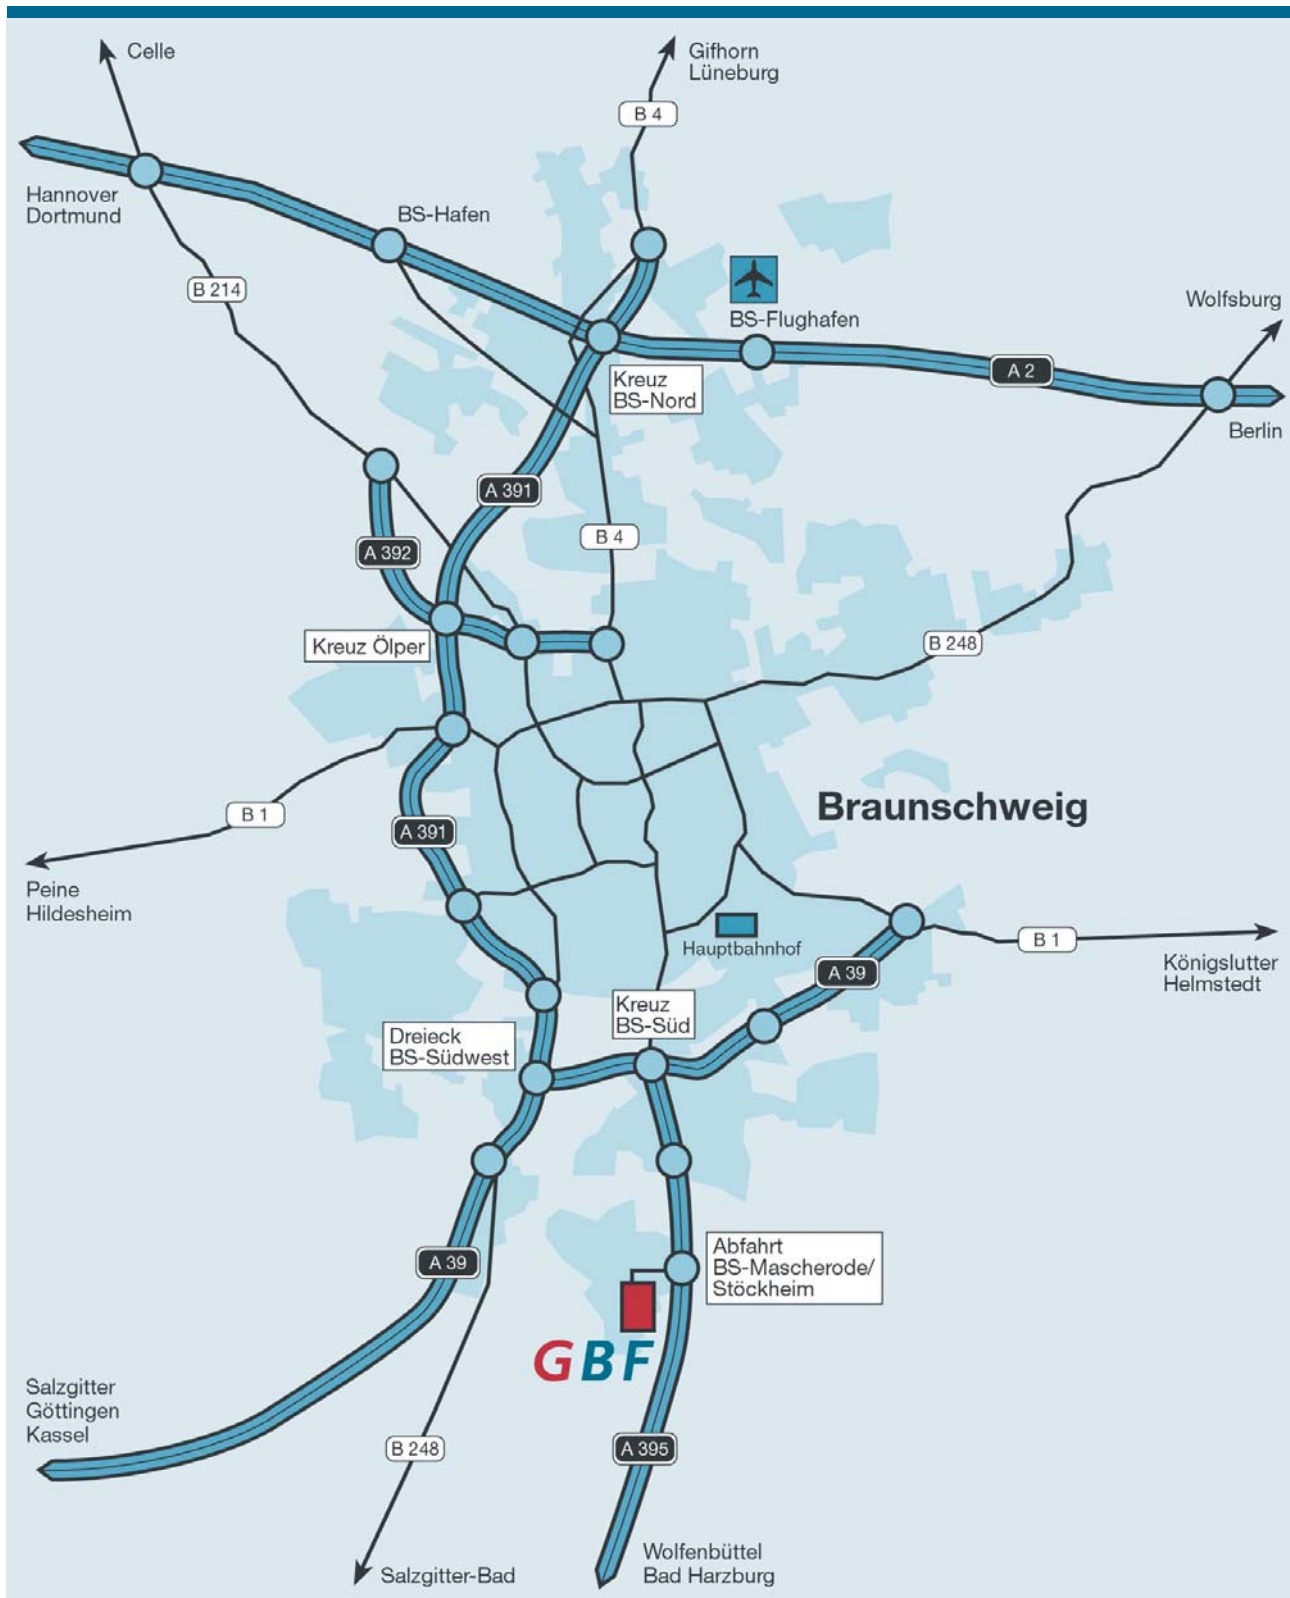 Celle
Gifhorn
Lüneburg
B 4
Hannover
Dortmund
BS-Hafen
B 214
BS-Flughafen
Wolfsburg
A 2
Kreuz
BS-Nord
Berlin
A 391
A 392
B 4
Kreuz Ölper
B 248
B 1
A 391
Braunschweig
Peine
Hildesheim
Hauptbahnhof
B 1
A 39
Königslutter
Helmstedt
Kreuz
BS-Süd
Dreieck
BS-Südwest
Abfahrt
BS-Mascherode/
Stöckheim
A 39
GBF
Salzgitter
Göttingen
Kassel
B 248
A 395
Wolfenbüttel
Bad Harzburg
Salzgitter-Bad